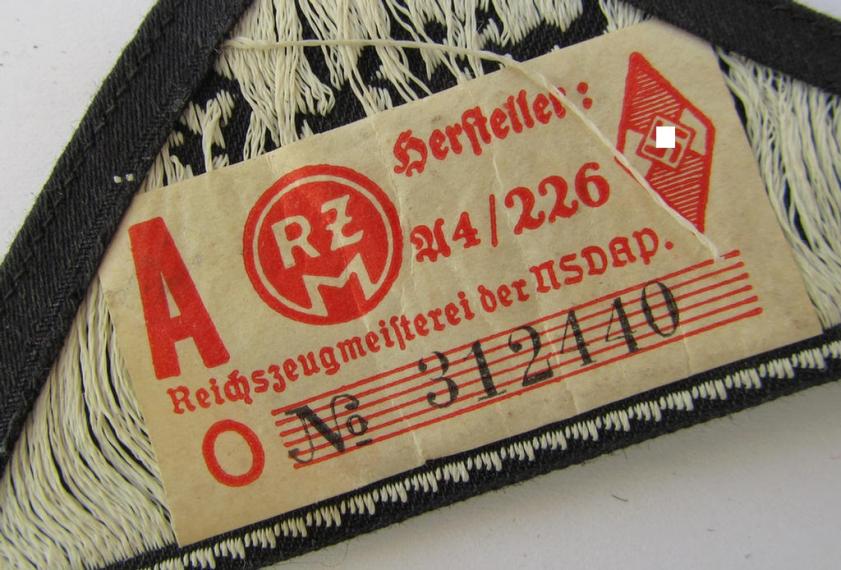 Hersteller:
A
RZM
A4/226
Reichszeugmeisterei der NSDAP.
O
No 312440